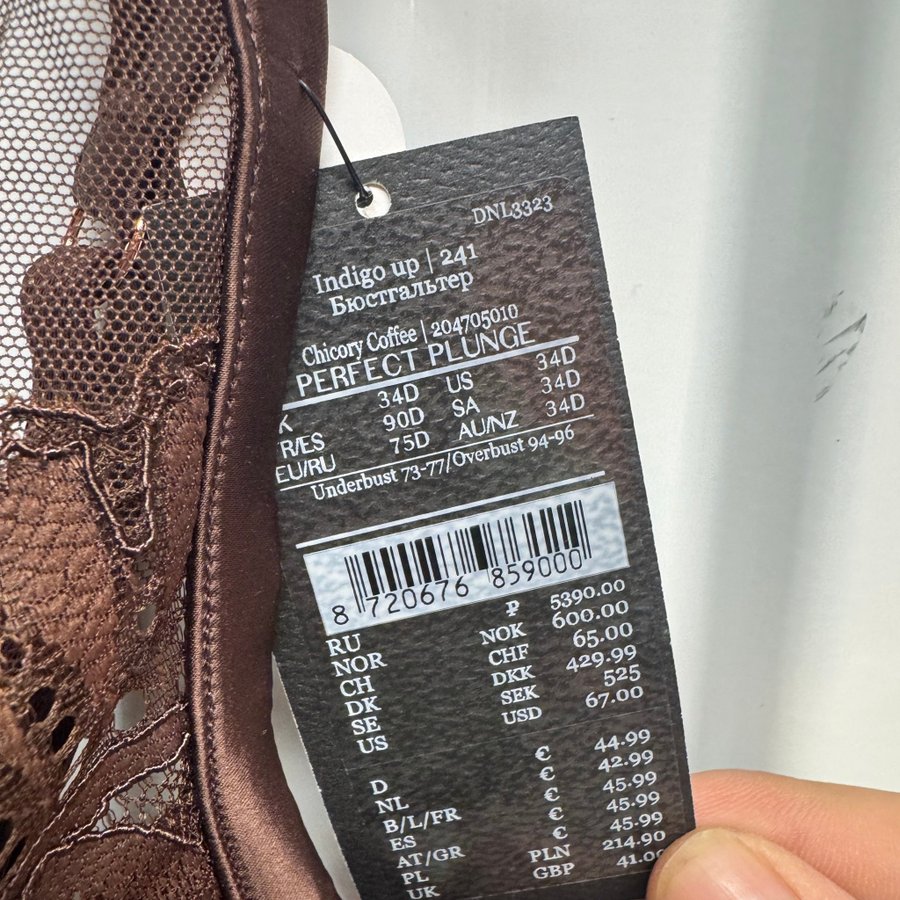 DNL3323
Indigo up | 241
Бюстгальтер
Chicory Coffee | 204705010
PERFECT PLUNGE
K 34D US 34D
R/ES 90D SA 34D
EU/RU 75D AU/NZ 34D
Underbust 73-77/Overbust 94-96
8 720676 859000
RU ₽ 5390.00
NOR NOK 600.00
CH CHF 65.00
DK DKK 429.99
SE SEK 525
US USD 67.00
D € 44.99
NL € 42.99
B/L/FR € 45.99
ES € 45.99
AT/GR € 45.99
PL PLN 214.90
UK GBP 41.00